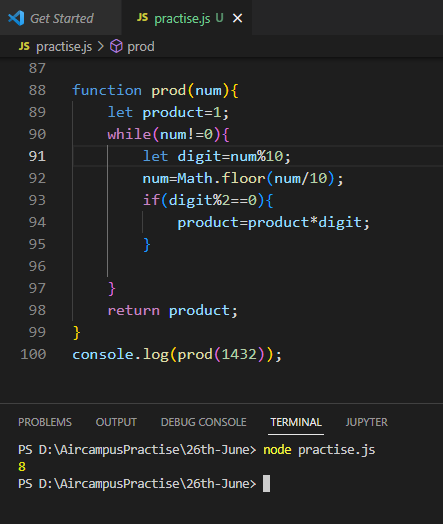 Get Started
JS practise.js U ×
JS practise.js > prod
87
88 function prod(num){
89     let product=1;
90     while(num!=0){
91         let digit=num%10;
92         num=Math.floor(num/10);
93         if(digit%2==0){
94             product=product*digit;
95         }
96
97     }
98     return product;
99 }
100 console.log(prod(1432));
PROBLEMS OUTPUT DEBUG CONSOLE TERMINAL JUPYTER
PS D:\AircampusPractise\26th-June> node practise.js
8
PS D:\AircampusPractise\26th-June>